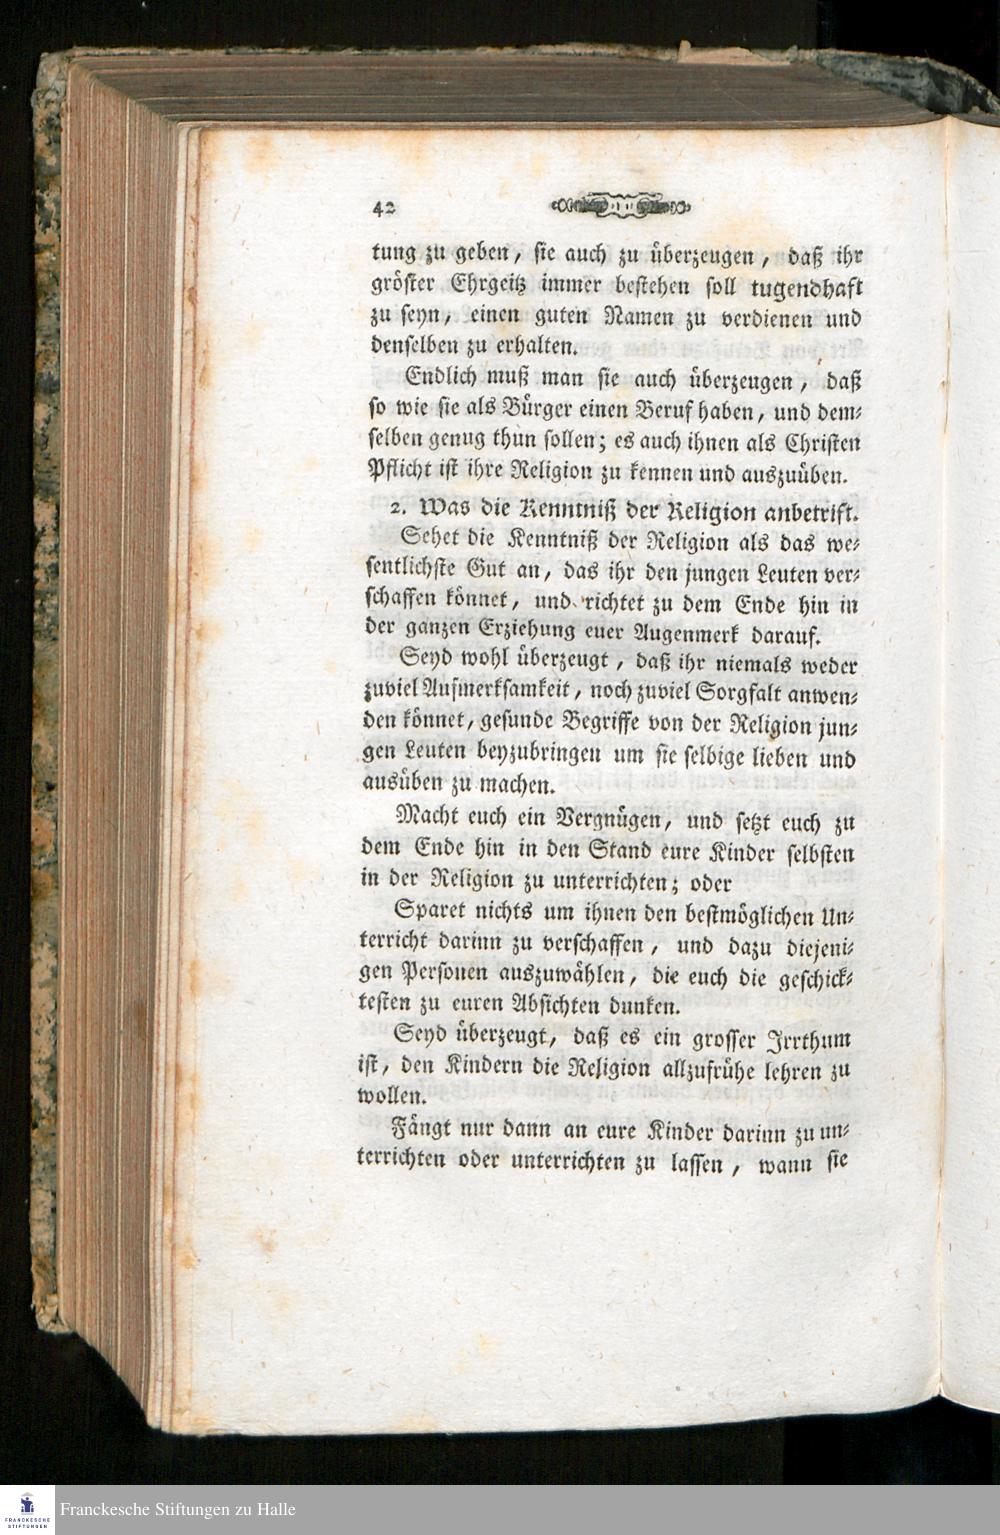 42
tung zu geben, sie auch zu überzeugen, daß ihr
gröster Ehrgeitz immer bestehen soll tugendhaft
zu seyn, einen guten Namen zu verdienen und
denselben zu erhalten.
Endlich muß man sie auch überzeugen, daß
so wie sie als Bürger einen Beruf haben, und dem-
selben genug thun sollen; es auch ihnen als Christen
Pflicht ist ihre Religion zu kennen und auszuüben.
2. Was die Kenntniß der Religion anbetrift.
Sehet die Kenntniß der Religion als das we-
sentlichste Gut an, das ihr den jungen Leuten ver-
schaffen könnet, und richtet zu dem Ende hin in
der ganzen Erziehung euer Augenmerk darauf.
Seyd wohl überzeugt, daß ihr niemals weder
zuviel Aufmerksamkeit, noch zuviel Sorgfalt anwen-
den könnet, gesunde Begriffe von der Religion jun-
gen Leuten beyzubringen um sie selbige lieben und
ausüben zu machen.
Macht euch ein Vergnügen, und setzt euch zu
dem Ende hin in den Stand eure Kinder selbsten
in der Religion zu unterrichten; oder
Sparet nichts um ihnen den bestmöglichen Un-
terricht darinn zu verschaffen, und dazu diejeni-
gen Personen auszuwählen, die euch die geschick-
testen zu euren Absichten dunken.
Seyd überzeugt, daß es ein grosser Irrthum
ist, den Kindern die Religion allzufrühe lehren zu
wollen.
Fängt nur dann an eure Kinder darinn zu un-
terrichten oder unterrichten zu lassen, wann sie
FRANCKESCHE
STIFTUNGEN
Franckesche Stiftungen zu Halle